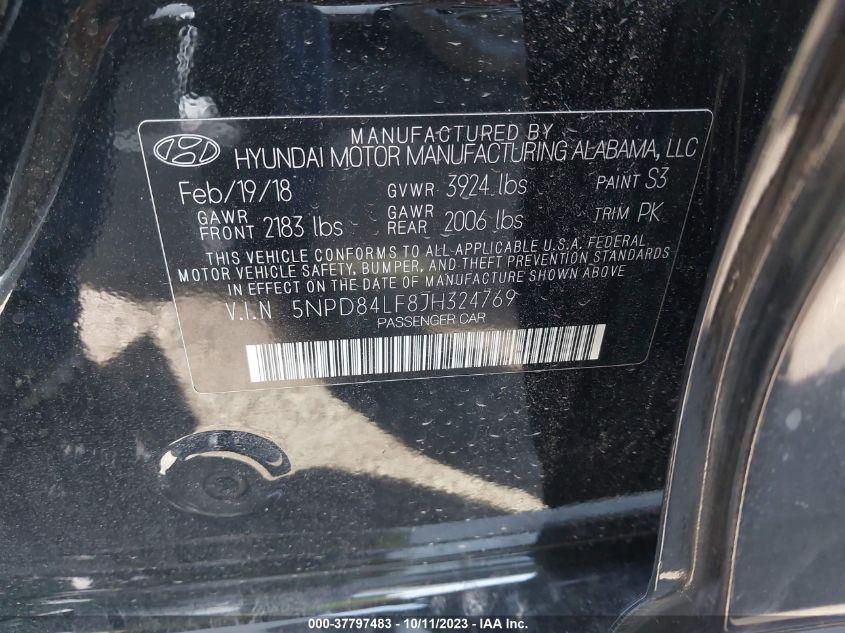 MANUFACTURED BY
HYUNDAI MOTOR MANUFACTURING ALABAMA, LLC
Feb/19/18 GVWR 3924 lbs PAINT S3
GAWR FRONT 2183 lbs GAWR REAR 2006 lbs TRIM PK
THIS VEHICLE CONFORMS TO ALL APPLICABLE U.S.A. FEDERAL
MOTOR VEHICLE SAFETY, BUMPER, AND THEFT PREVENTION STANDARDS
IN EFFECT ON THE DATE OF MANUFACTURE SHOWN ABOVE
V.I.N 5NPD84LF8JH324769
PASSENGER CAR
000-37797483 - 10/11/2023 - IAA Inc.